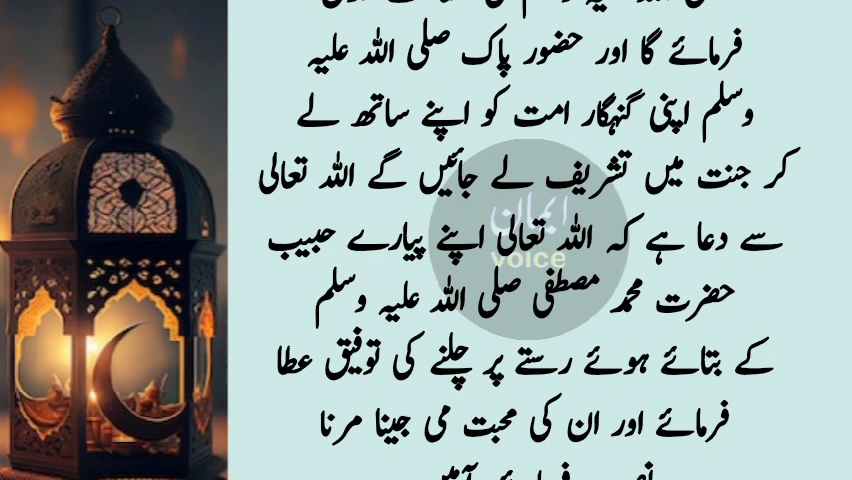 فرمائے گا اور حضور پاک صلی اللہ علیہ
وسلم اپنی گنہگار امت کو اپنے ساتھ لے
کر جنت میں تشریف لے جائیں گے اللہ تعالی
سے دعا ہے کہ اللہ تعالی اپنے پیارے حبیب
حضرت محمد مصطفی صلی اللہ علیہ وسلم
کے بتائے ہوئے رستے پر چلنے کی توفیق عطا
فرمائے اور ان کی محبت می جینا مرنا
ایمان
voice